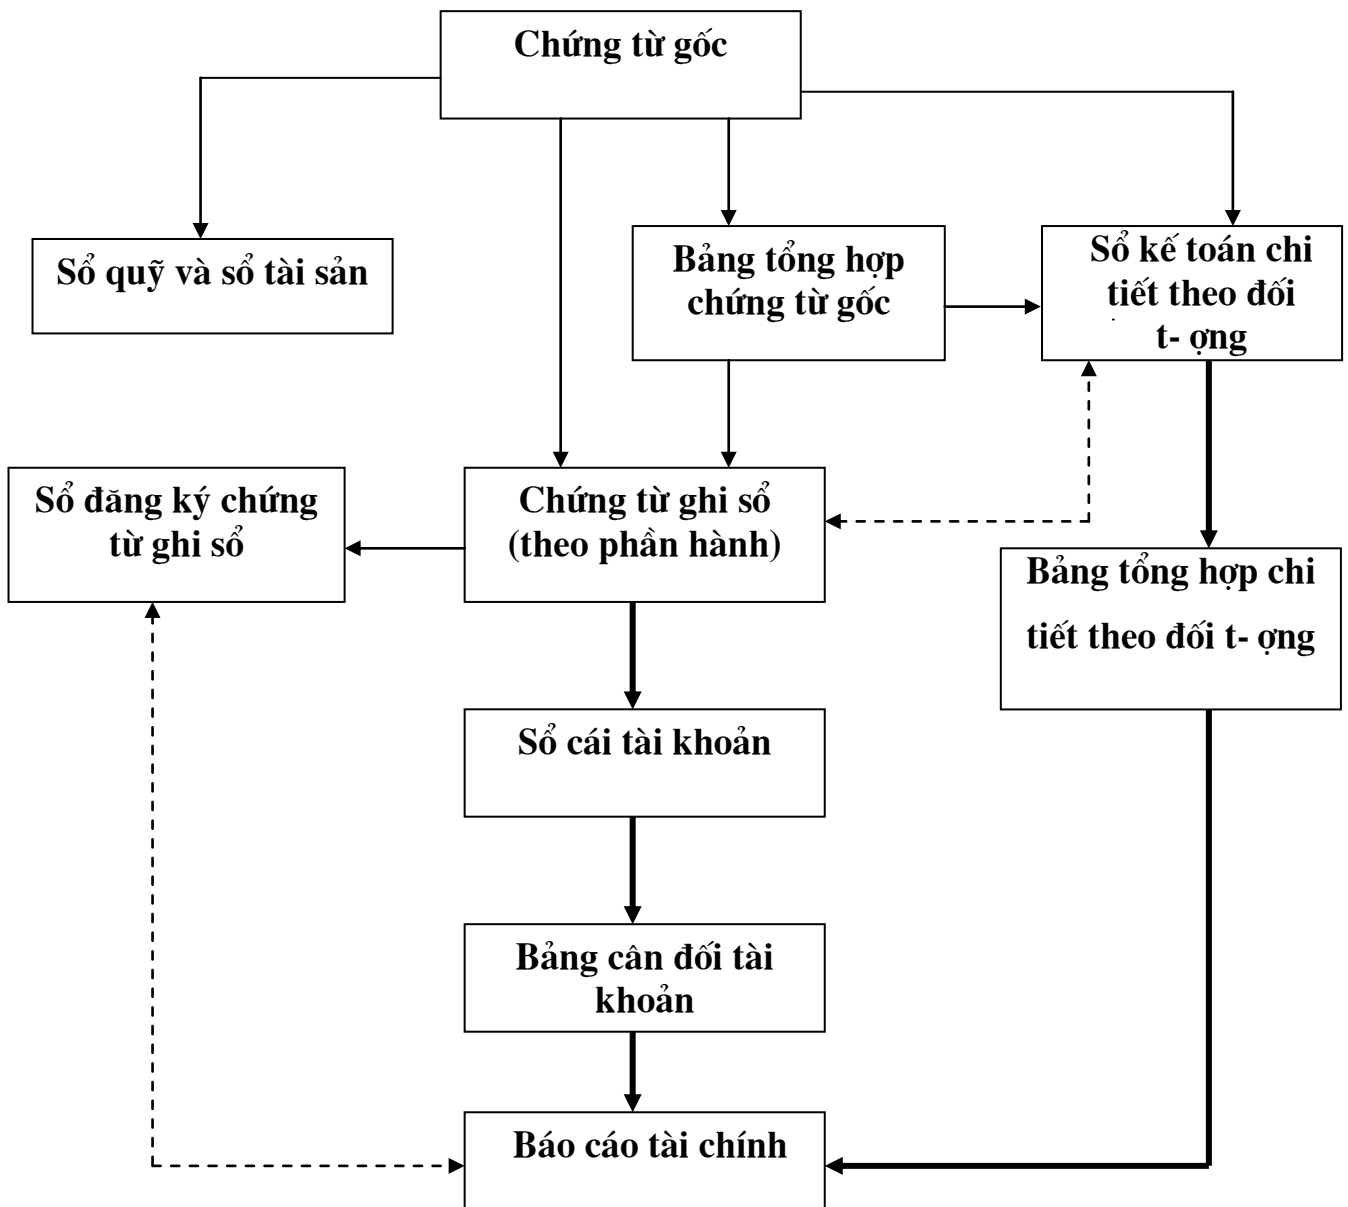 Chứng từ gốc
Sổ quỹ và sổ tài sản
Bảng tổng hợp
chứng từ gốc
Sổ kế toán chi
tiết theo đối
t- ợng
Sổ đăng ký chứng
từ ghi sổ
Chứng từ ghi sổ
(theo phần hành)
Bảng tổng hợp chi
tiết theo đối t- ợng
Sổ cái tài khoản
Bảng cân đối tài
khoản
Báo cáo tài chính